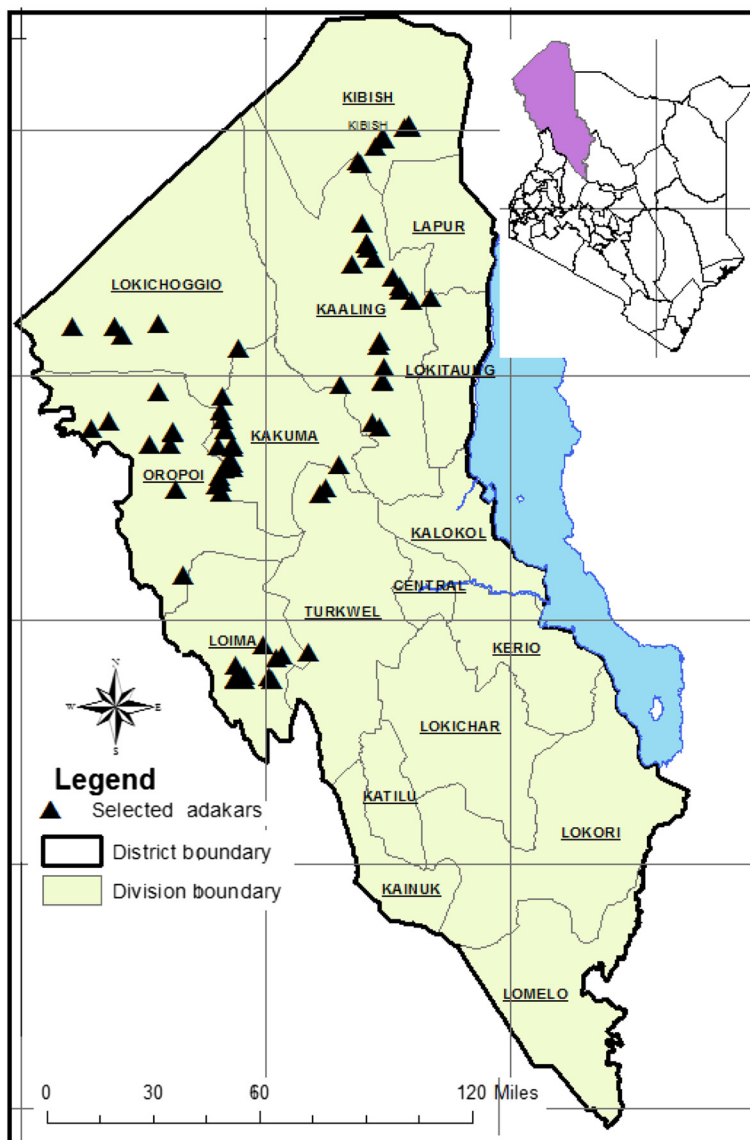 KIBISH
KIBISH
LAPUR
LOKICHOGGIO
KAALING
LOKITAUNG
KAKUMA
OROPOI
KALOKOL
CENTRAL
TURKWEL
LOIMA
KERIO
N
W E
S
LOKICHAR
Legend
Selected adakars
KATILU
District boundary
LOKORI
Division boundary
KAINUK
LOMELO
0 30 60 120 Miles